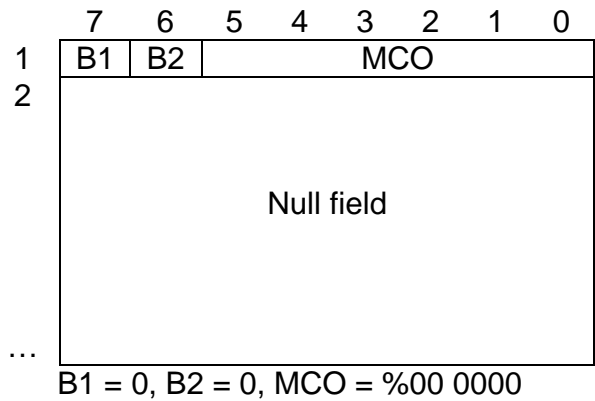 7 6 5 4 3 2 1 0
1 B1 B2 MCO
2
Null field
…
B1 = 0, B2 = 0, MCO = %00 0000